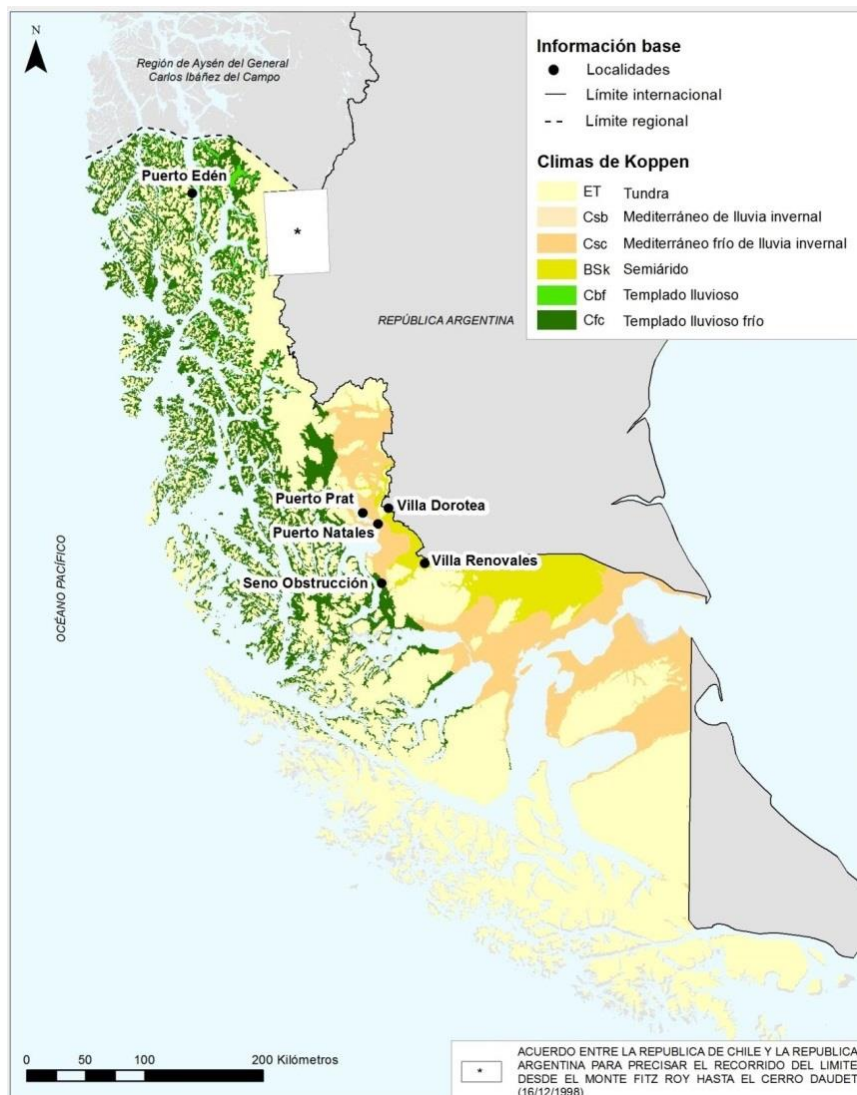 N
Región de Aysén del General
Carlos Ibáñez del Campo
Información base
Localidades
Límite internacional
Límite regional
Climas de Koppen
ET Tundra
Csb Mediterráneo de lluvia invernal
Csc Mediterráneo frío de lluvia invernal
BSk Semiárido
Cbf Templado lluvioso
Cfc Templado lluvioso frío
Puerto Edén
*
REPÚBLICA ARGENTINA
Puerto Prat
Villa Dorotea
Puerto Natales
Villa Renovales
Seno Obstrucción
OCÉANO PACÍFICO
0 50 100 200 Kilómetros
* ACUERDO ENTRE LA REPUBLICA DE CHILE Y LA REPUBLICA
ARGENTINA PARA PRECISAR EL RECORRIDO DEL LIMITE
DESDE EL MONTE FITZ ROY HASTA EL CERRO DAUDET
(16/12/1998)